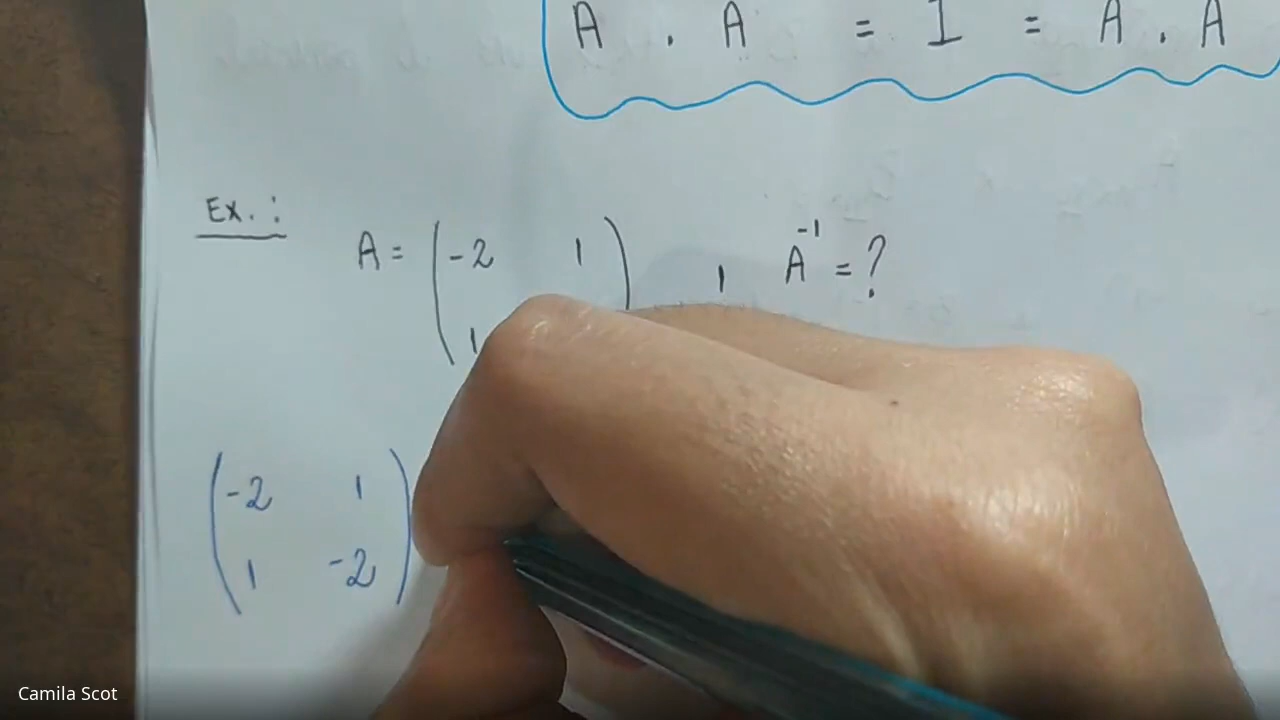 A . A = I = A . A
Ex. :
A = ( -2 1 ) , A⁻¹ = ?
( 1
( -2 1 )
( 1 -2 )
Camila Scot